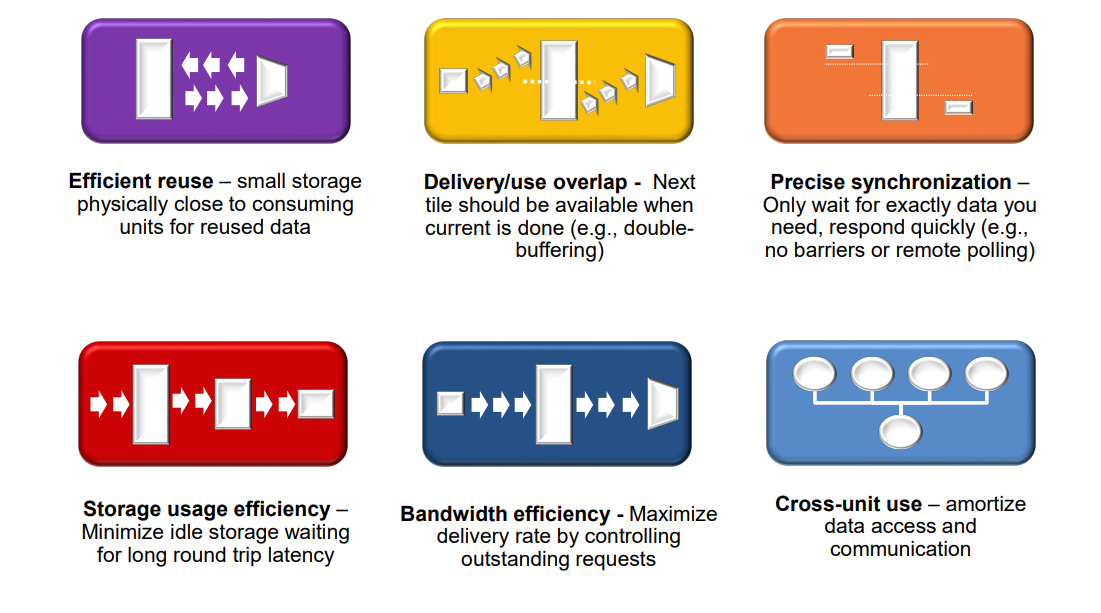 Efficient reuse – small storage
physically close to consuming
units for reused data
Delivery/use overlap -  Next
tile should be available when
current is done (e.g., double-
buffering)
Precise synchronization –
Only wait for exactly data you
need, respond quickly (e.g.,
no barriers or remote polling)
Storage usage efficiency –
Minimize idle storage waiting
for long round trip latency
Bandwidth efficiency - Maximize
delivery rate by controlling
outstanding requests
Cross-unit use – amortize
data access and
communication